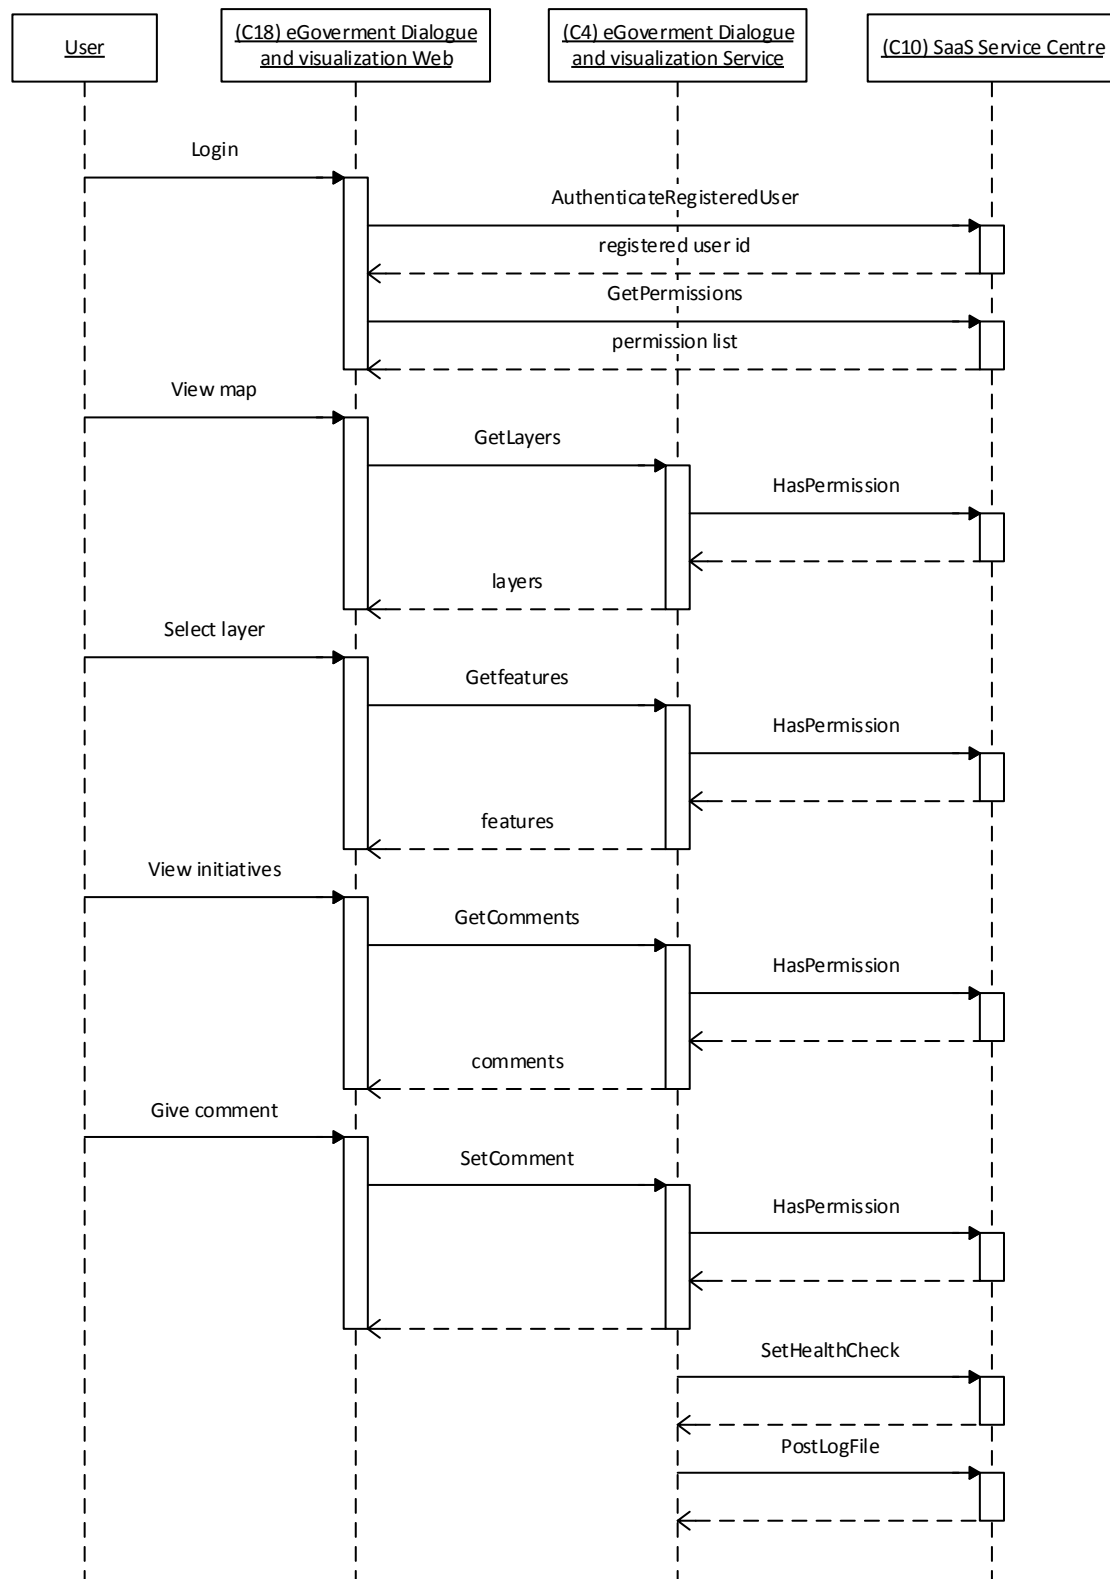 User
(C18) eGoverment Dialogue
and visualization Web
(C4) eGoverment Dialogue
and visualization Service
(C10) SaaS Service Centre
Login
AuthenticateRegisteredUser
registered user id
GetPermissions
permission list
View map
GetLayers
HasPermission
layers
Select layer
Getfeatures
HasPermission
features
View initiatives
GetComments
HasPermission
comments
Give comment
SetComment
HasPermission
SetHealthCheck
PostLogFile